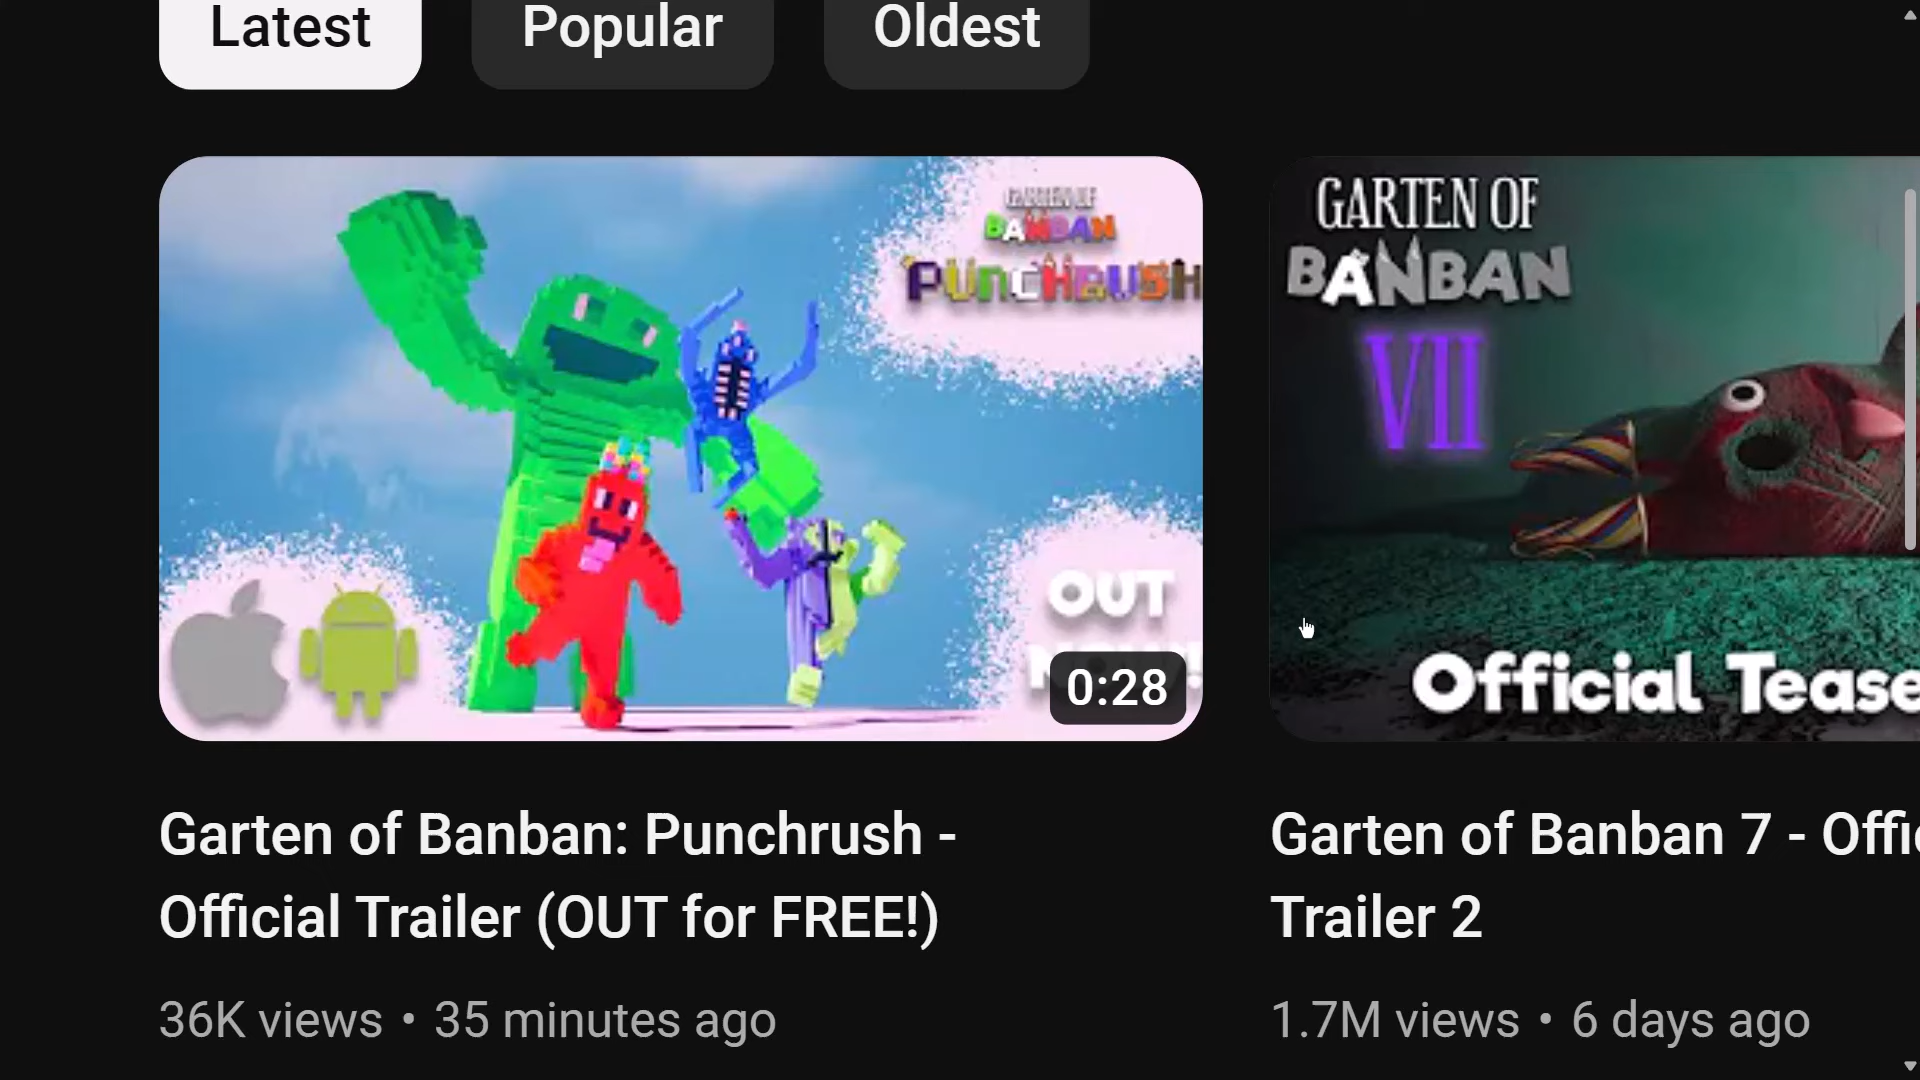 Latest Popular Oldest
GARTEN OF
BANBAN
PUNCHRUSH
OUT
0:28
GARTEN OF
BANBAN
VII
Official Tease
Garten of Banban: Punchrush -
Official Trailer (OUT for FREE!)
36K views • 35 minutes ago
Garten of Banban 7 - Offic
Trailer 2
1.7M views • 6 days ago